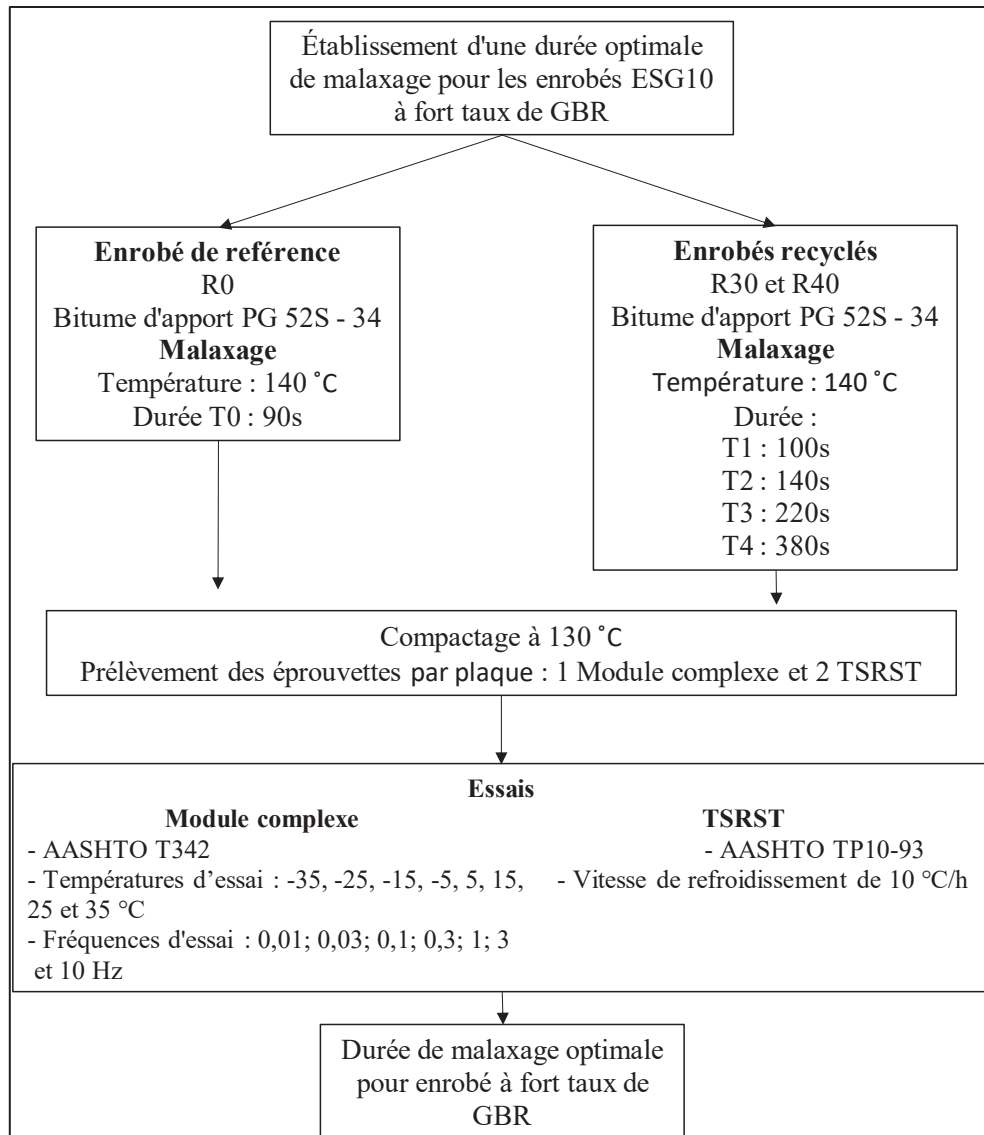 Établissement d'une durée optimale
de malaxage pour les enrobés ESG10
à fort taux de GBR
Enrobé de reférence
R0
Bitume d'apport PG 52S - 34
Malaxage
Température : 140 ˚C
Durée T0 : 90s
Enrobés recyclés
R30 et R40
Bitume d'apport PG 52S - 34
Malaxage
Température : 140 ˚C
Durée :
T1 : 100s
T2 : 140s
T3 : 220s
T4 : 380s
Compactage à 130 ˚C
Prélèvement des éprouvettes par plaque : 1 Module complexe et 2 TSRST
Essais
Module complexe
- AASHTO T342
- Températures d’essai : -35, -25, -15, -5, 5, 15,
25 et 35 °C
- Fréquences d'essai : 0,01; 0,03; 0,1; 0,3; 1; 3
et 10 Hz
TSRST
- AASHTO TP10-93
- Vitesse de refroidissement de 10 °C/h
Durée de malaxage optimale
pour enrobé à fort taux de
GBR